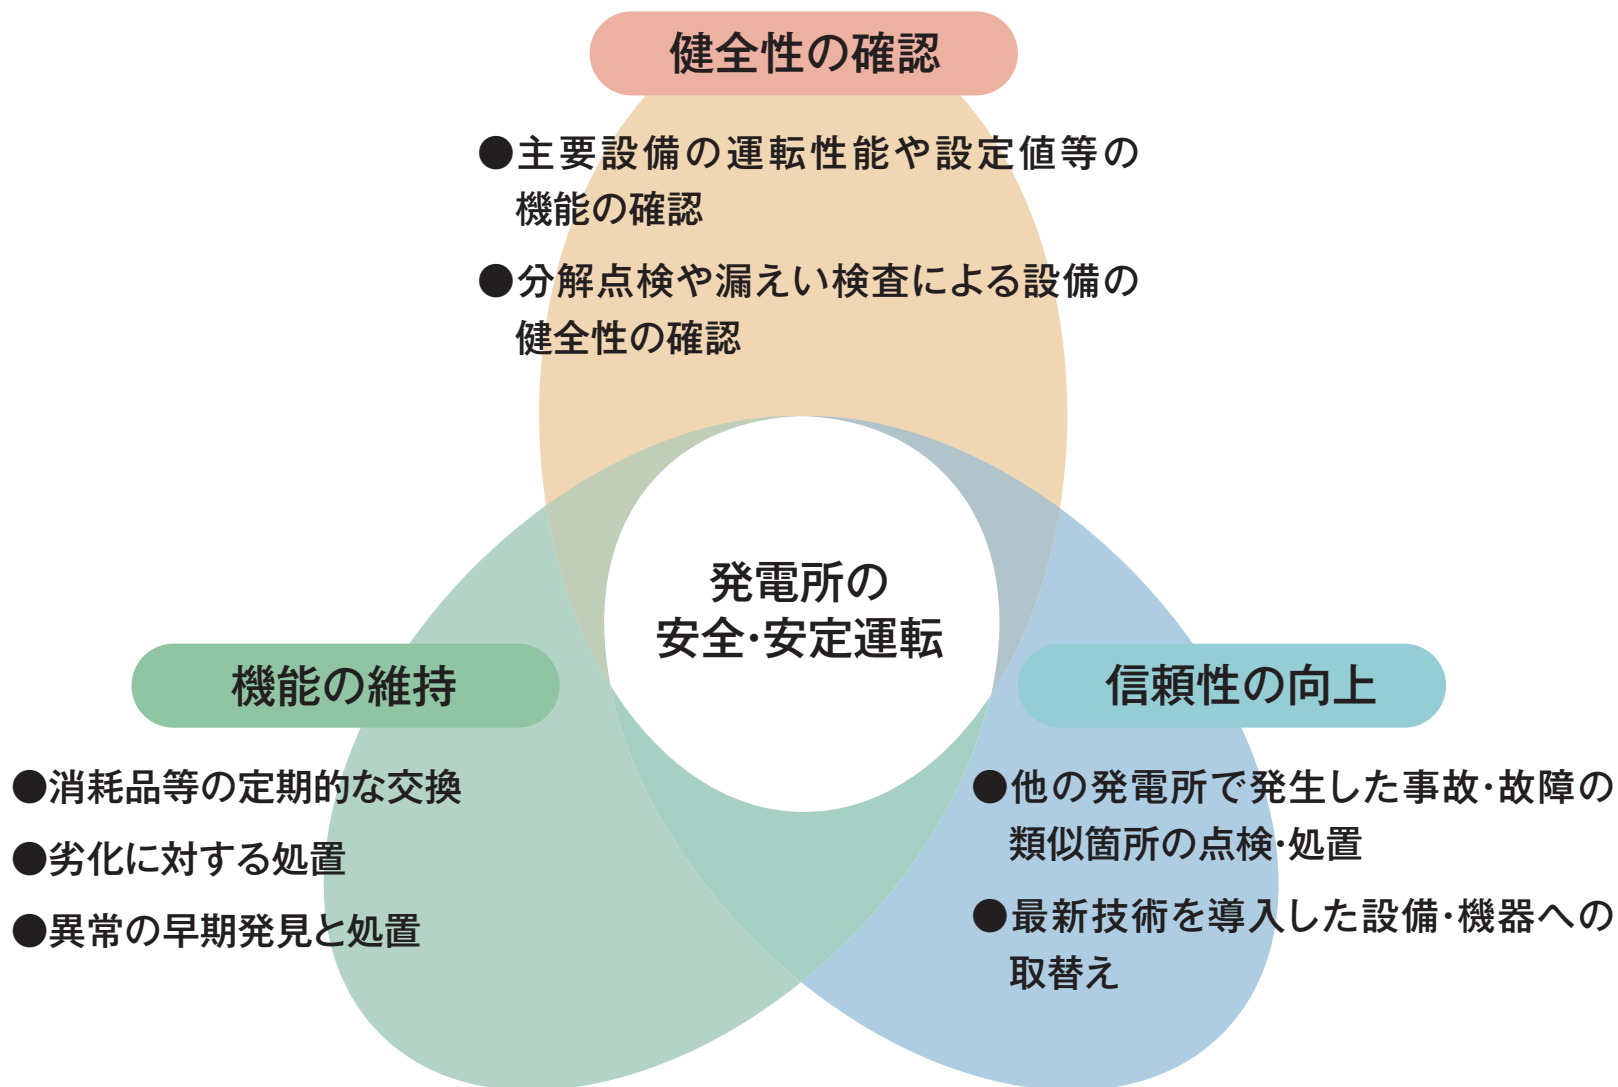 健全性の確認
●主要設備の運転性能や設定値等の
機能の確認
●分解点検や漏えい検査による設備の
健全性の確認
発電所の
安全・安定運転
機能の維持
●消耗品等の定期的な交換
●劣化に対する処置
●異常の早期発見と処置
信頼性の向上
●他の発電所で発生した事故・故障の
類似箇所の点検・処置
●最新技術を導入した設備・機器への
取替え